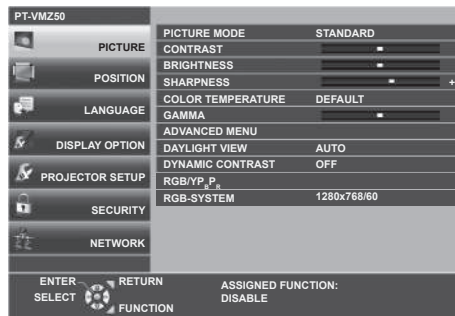 PT-VMZ50
PICTURE
POSITION
LANGUAGE
DISPLAY OPTION
PROJECTOR SETUP
SECURITY
NETWORK
PICTURE MODE STANDARD
CONTRAST
BRIGHTNESS
SHARPNESS +
COLOR TEMPERATURE DEFAULT
GAMMA
ADVANCED MENU
DAYLIGHT VIEW AUTO
DYNAMIC CONTRAST OFF
RGB/YPBPR
RGB-SYSTEM 1280x768/60
ENTER RETURN
SELECT FUNCTION
ASSIGNED FUNCTION:
DISABLE